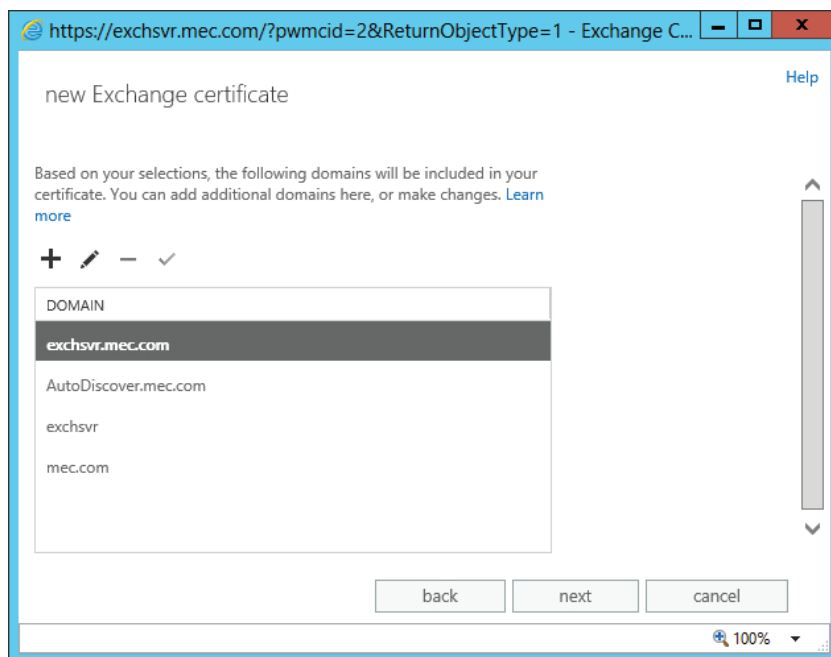 https://exchsvr.mec.com/?pwmcid=2&ReturnObjectType=1 - Exchange C...
Help
new Exchange certificate
Based on your selections, the following domains will be included in your
certificate. You can add additional domains here, or make changes. Learn
more
DOMAIN
exchsvr.mec.com
AutoDiscover.mec.com
exchsvr
mec.com
back next cancel
100%